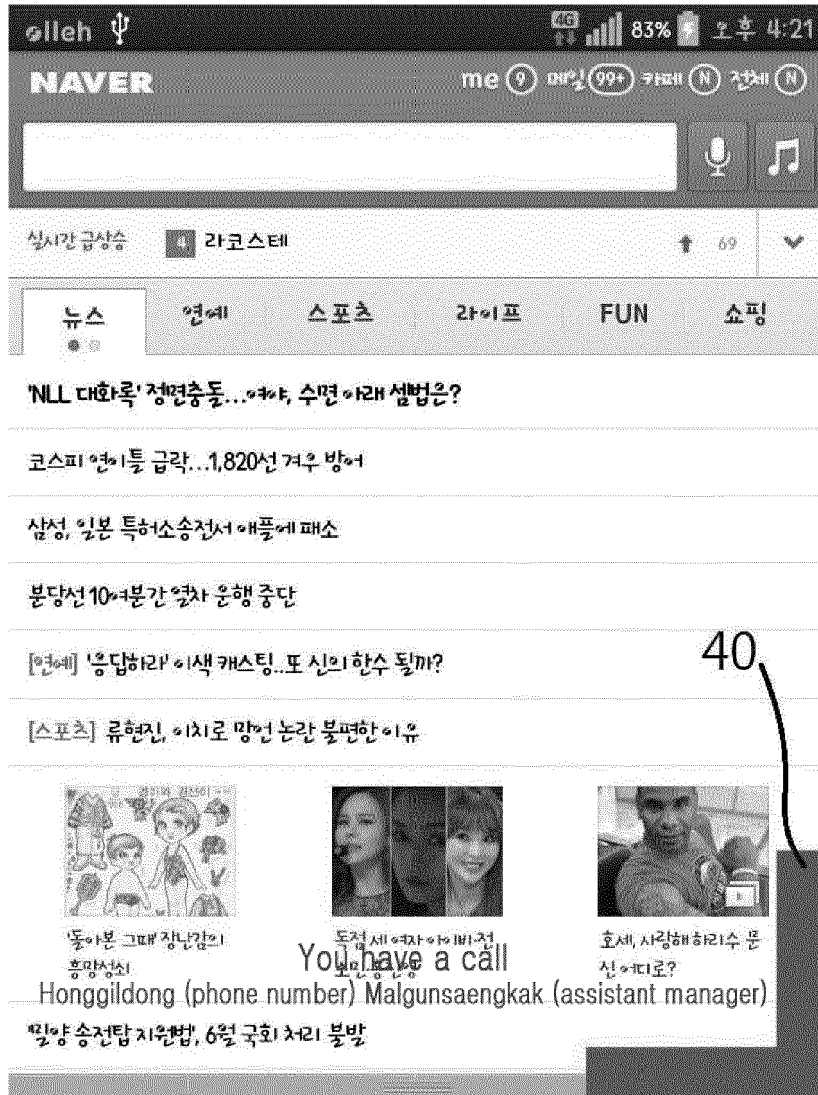 olleh 4G 83% 오후 4:21
NAVER me 9 메일 99+ 카페 N 전체 N
실시간 급상승 4 라코스테 69
뉴스 연예 스포츠 라이프 FUN 쇼핑
'NLL 대화록' 정면충돌…여야, 수면 아래 셈법은?
코스피 연이틀 급락…1,820선 겨우 방어
삼성, 일본 특허소송전서 애플에 패소
분당선 10여분간 열차 운행 중단
[연예] '응답하라' 이색 캐스팅..또 신의 한수 될까?
40
[스포츠] 류현진, 이치로 망언 논란 불편한 이유
'돌아본 그때' 장난감의
흥망성쇠
독점 세 여자 아이비·전
호세, 사랑해 하리수 문
신 어디로?
You have a call
Honggildong (phone number) Malgunsaengkak (assistant manager)
'밀양 송전탑 지원법', 6월 국회 처리 불발